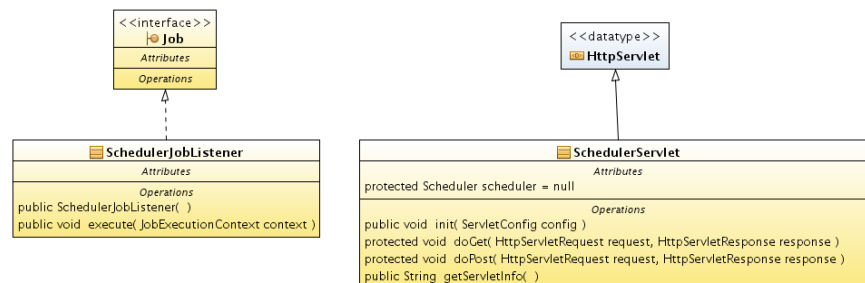 <<interface>>
Job
Attributes
Operations
SchedulerJobListener
Attributes
Operations
public SchedulerJobListener( )
public void execute( JobExecutionContext context )
<<datatype>>
HttpServlet
SchedulerServlet
Attributes
protected Scheduler scheduler = null
Operations
public void init( ServletConfig config )
protected void doGet( HttpServletRequest request, HttpServletResponse response )
protected void doPost( HttpServletRequest request, HttpServletResponse response )
public String getServletInfo( )